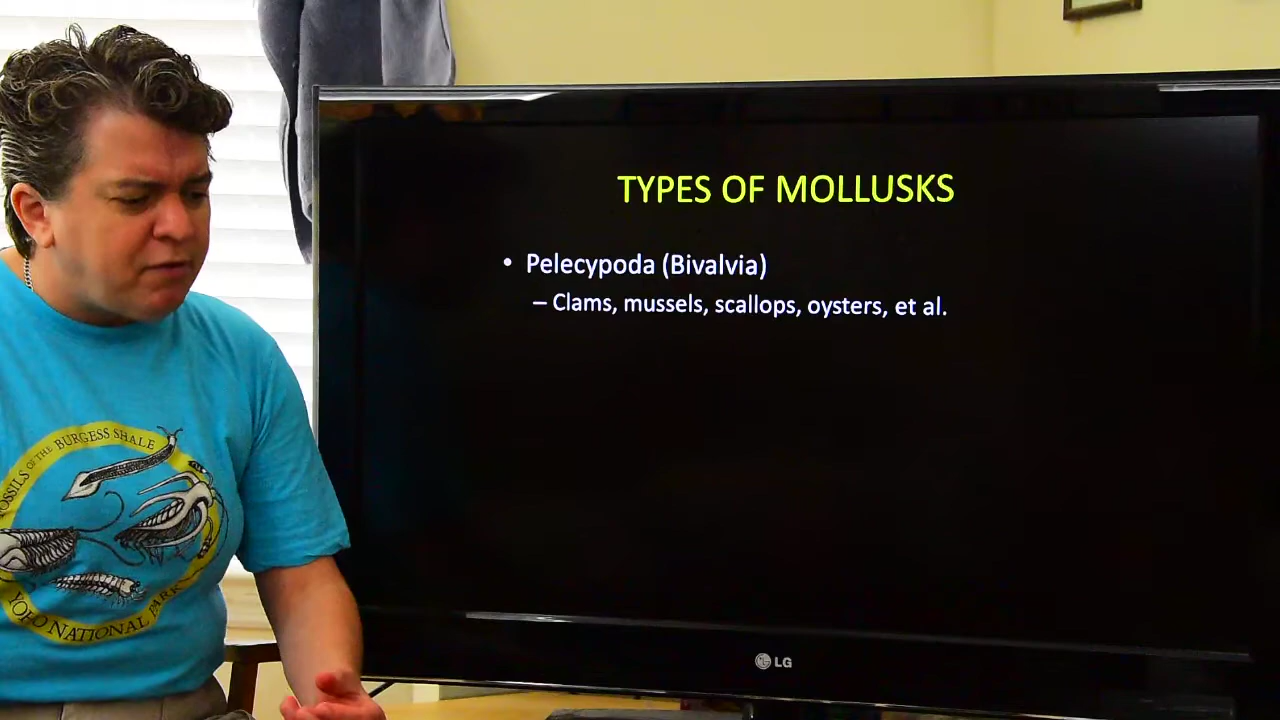 TYPES OF MOLLUSKS
• Pelecypoda (Bivalvia)
– Clams, mussels, scallops, oysters, et al.
FOSSILS OF THE BURGESS SHALE
YOHO NATIONAL PARK
LG